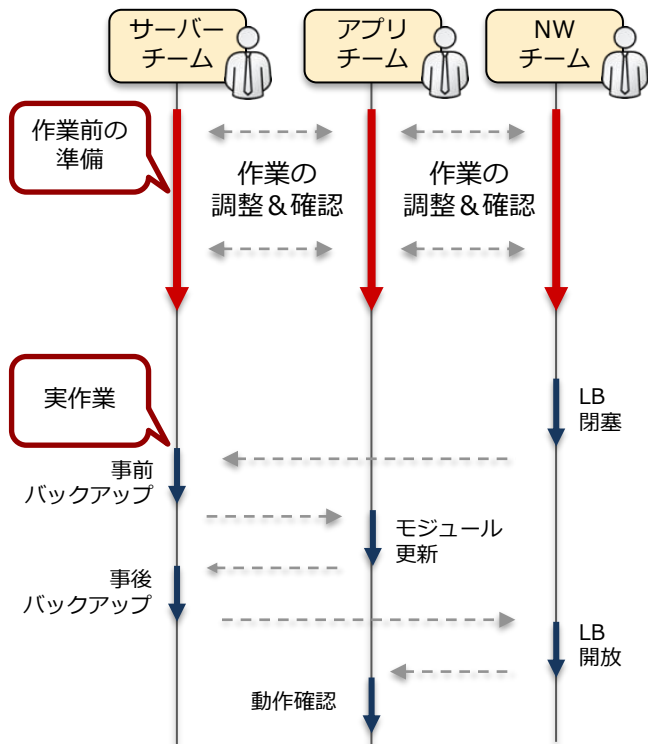 サーバー
チーム
アプリ
チーム
NW
チーム
作業前の
準備
作業の
調整＆確認
作業の
調整＆確認
実作業
LB
閉塞
事前
バックアップ
モジュール
更新
事後
バックアップ
LB
開放
動作確認